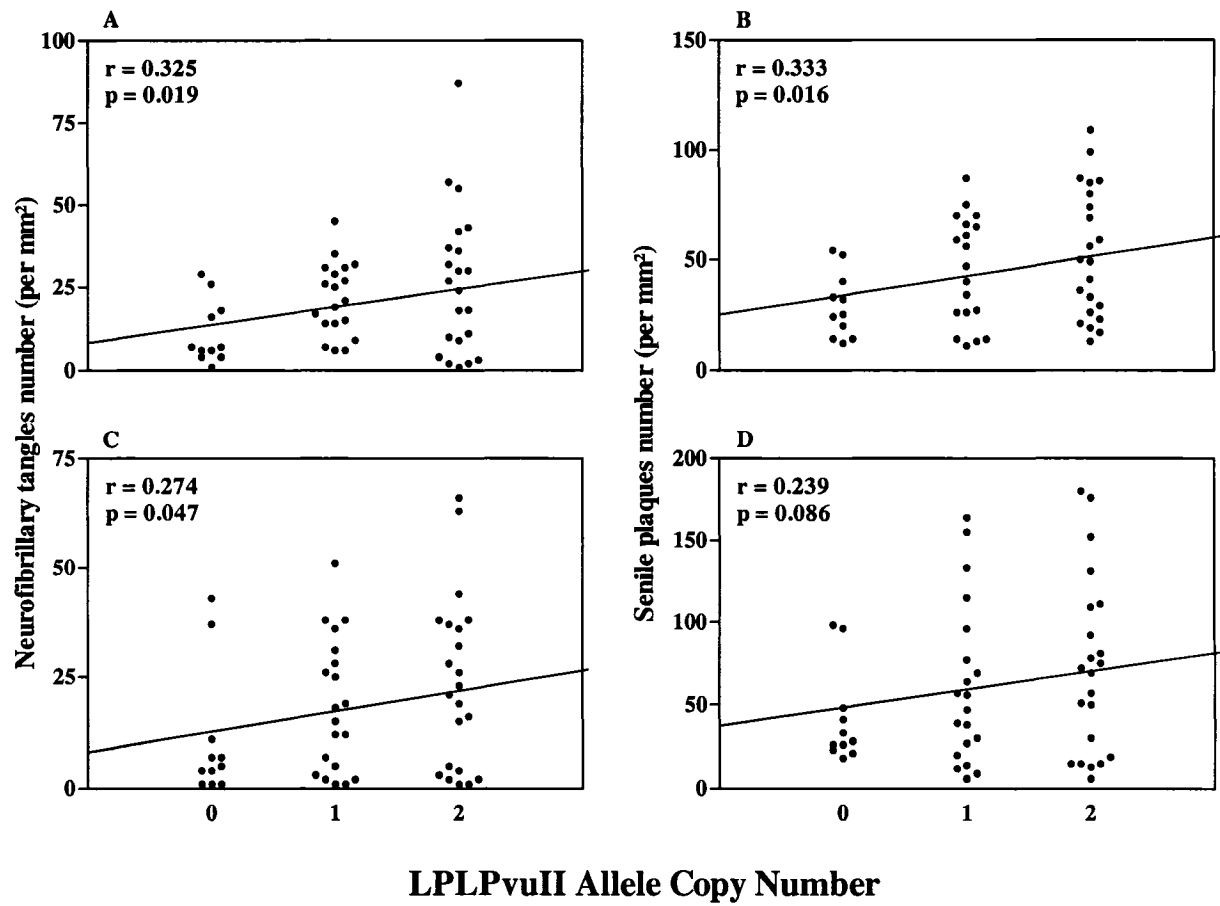 A
r = 0.325
p = 0.019
100
75
50
25
0
B
r = 0.333
p = 0.016
150
100
50
0
C
r = 0.274
p = 0.047
75
50
25
0
0 1 2
D
r = 0.239
p = 0.086
200
150
100
50
0
0 1 2
Neurofibrillary tangles number (per mm²)
Senile plaques number (per mm²)
LPLPvuII Allele Copy Number